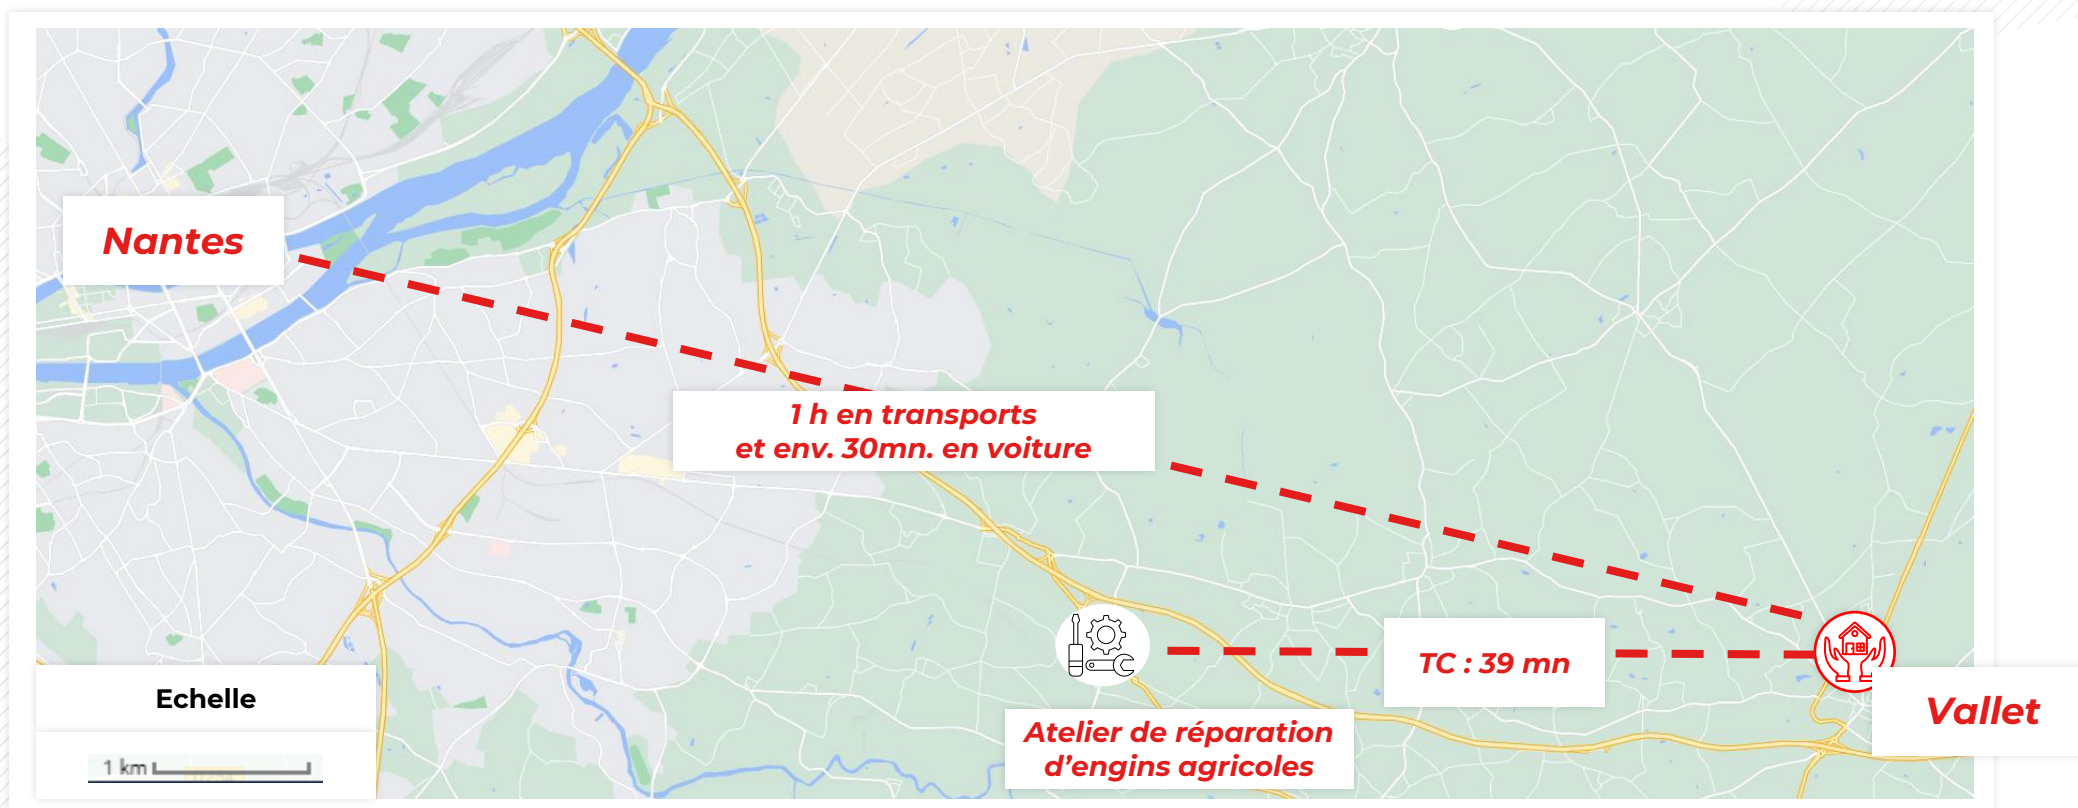 Nantes
1 h en transports
et env. 30mn. en voiture
TC : 39 mn
Vallet
Atelier de réparation
d’engins agricoles
Echelle
1 km